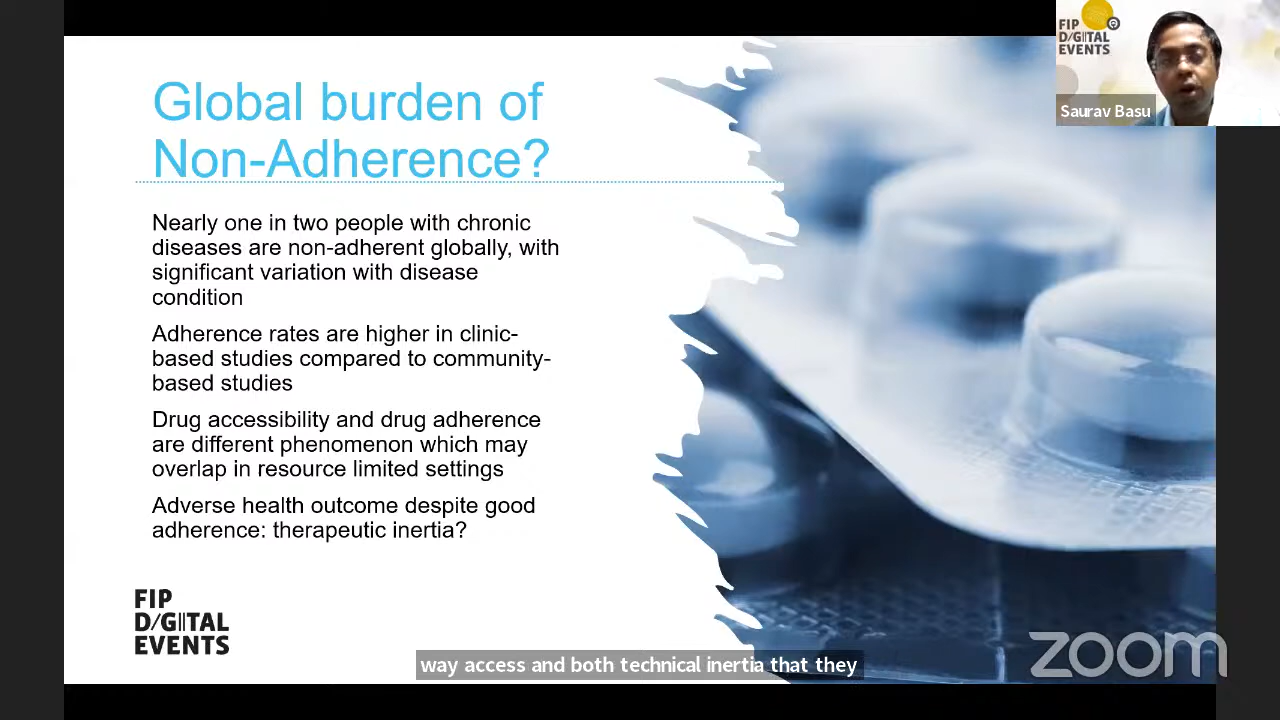 Global burden of
Non-Adherence?
Nearly one in two people with chronic
diseases are non-adherent globally, with
significant variation with disease
condition
Adherence rates are higher in clinic-
based studies compared to community-
based studies
Drug accessibility and drug adherence
are different phenomenon which may
overlap in resource limited settings
Adverse health outcome despite good
adherence: therapeutic inertia?
FIP
D/GITAL
EVENTS
way access and both technical inertia that they
zoom
FIP
D/GITAL
EVENTS
Saurav Basu